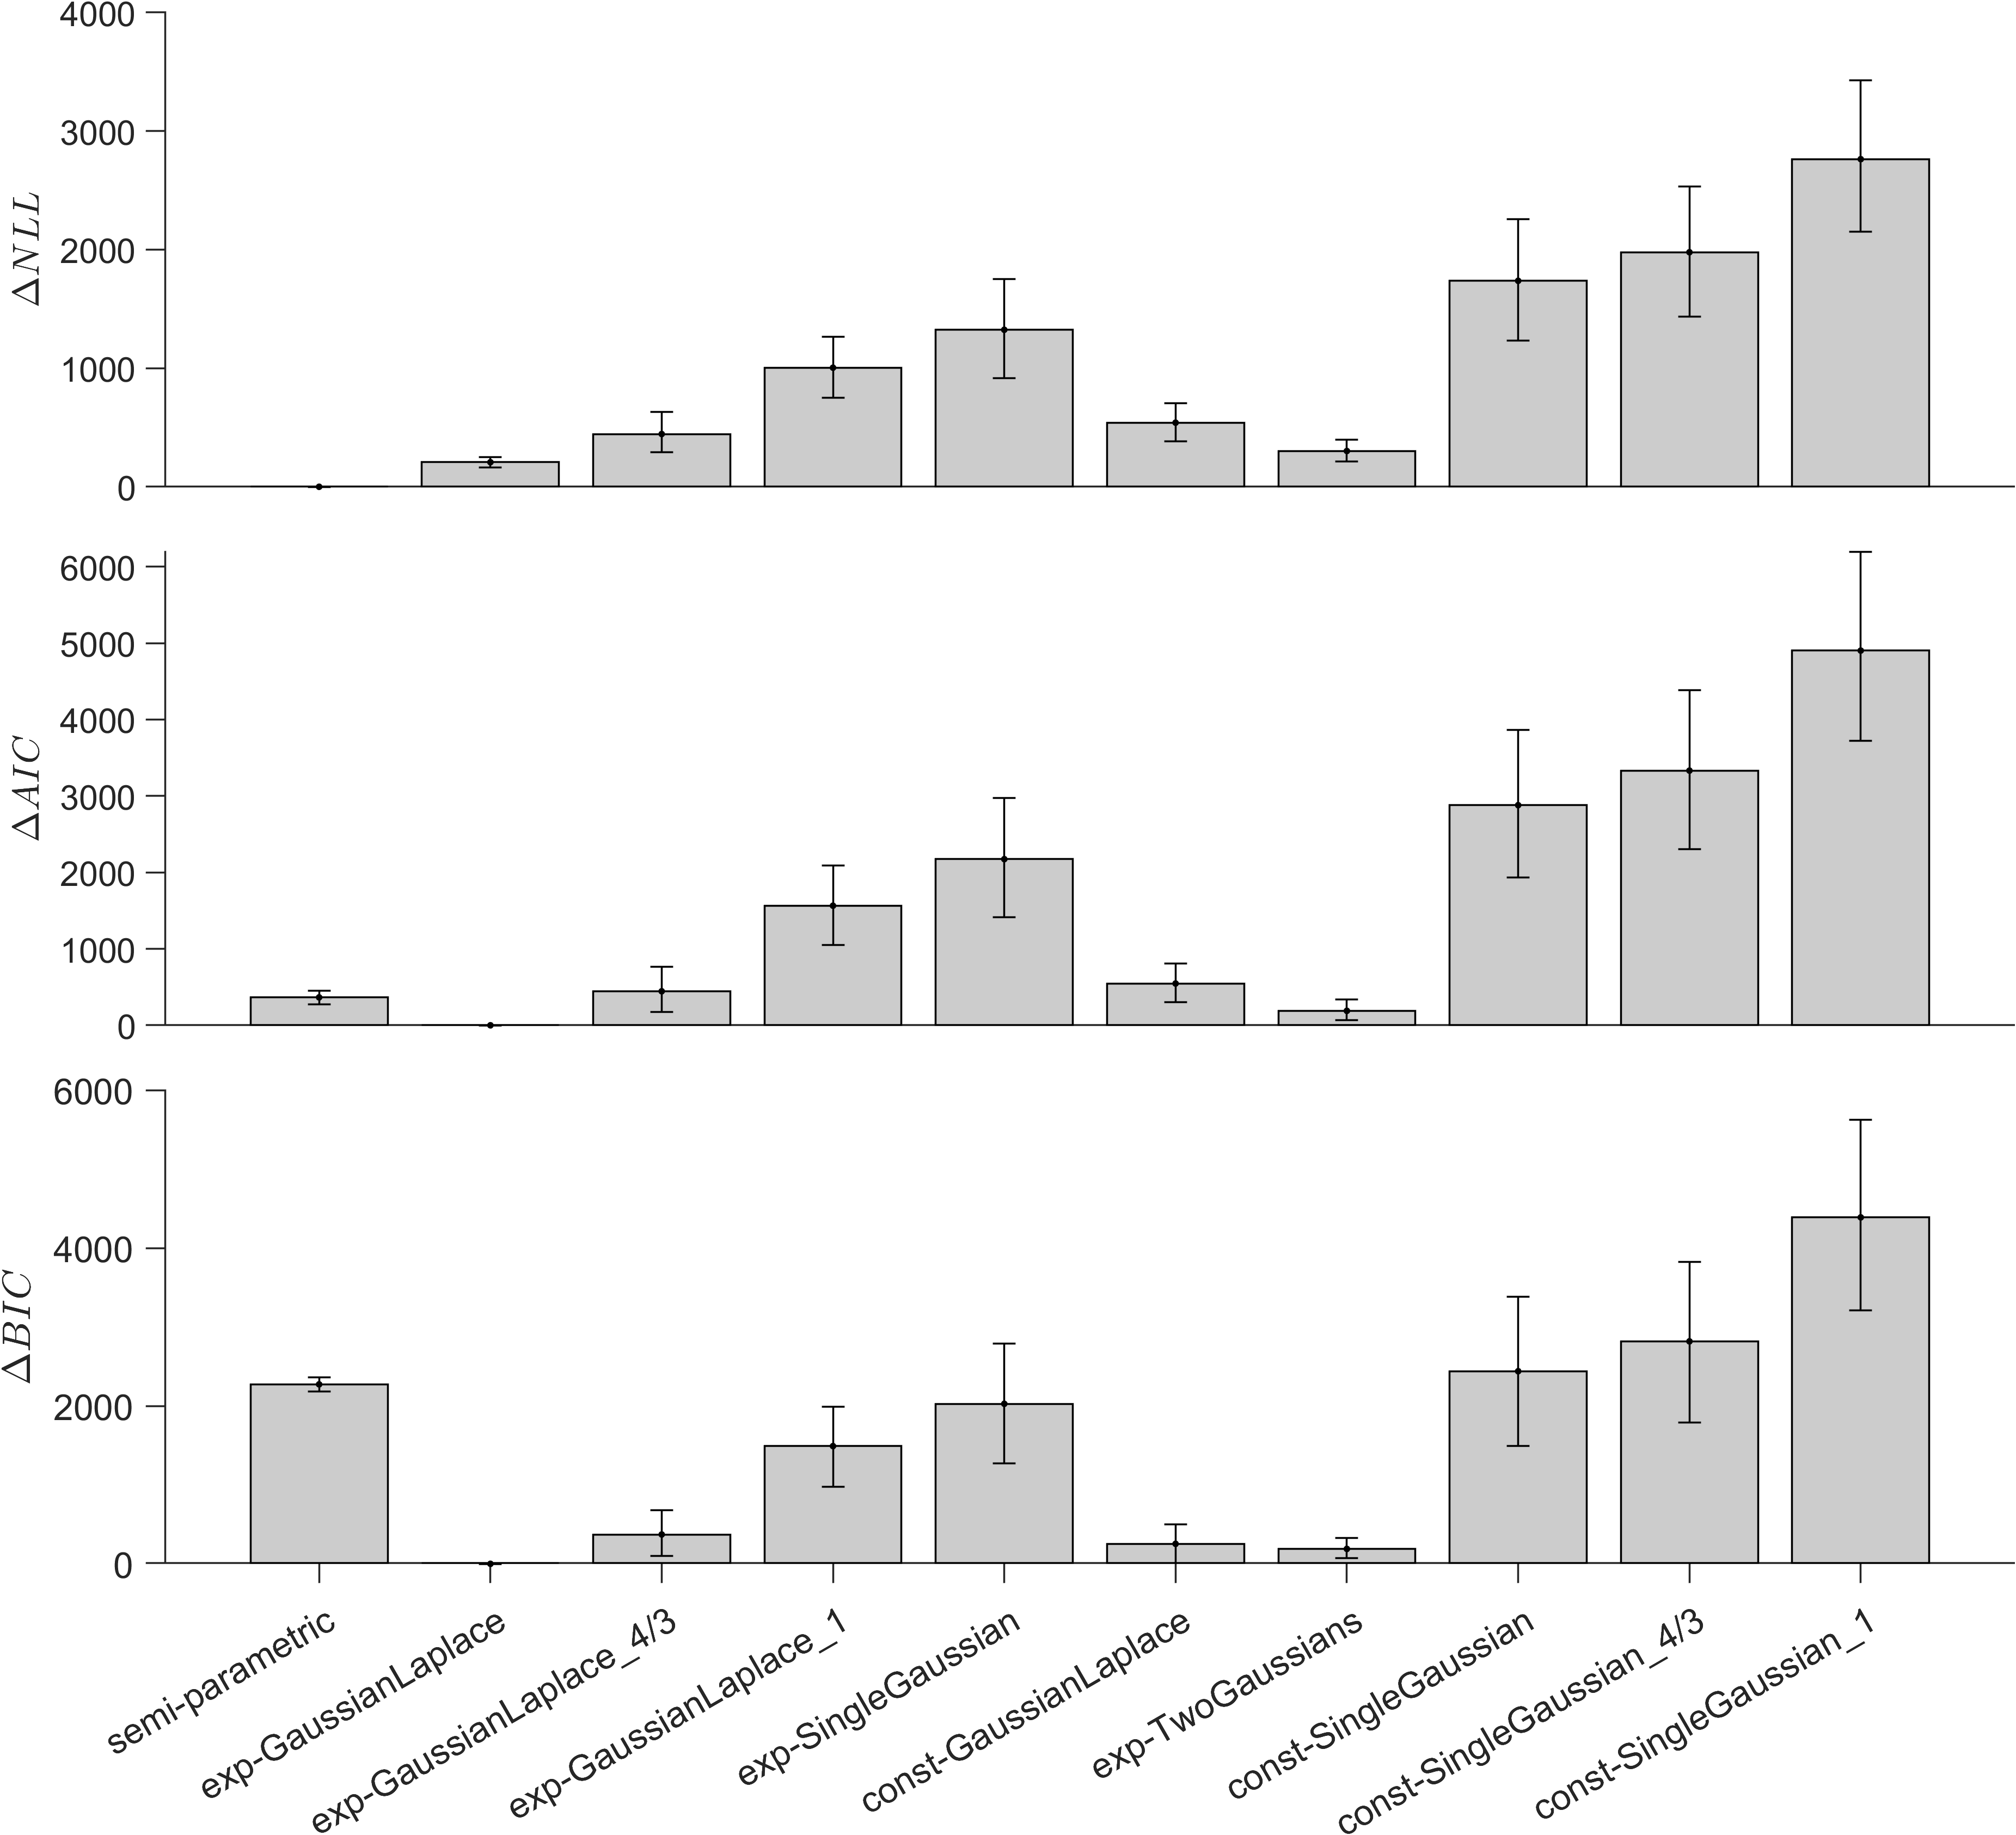 4000
3000
2000
1000
0
ΔNLL
6000
5000
4000
3000
2000
1000
0
ΔAIC
6000
4000
2000
0
ΔBIC
semi-parametric
exp-GaussianLaplace
exp-GaussianLaplace_4/3
exp-GaussianLaplace_1
exp-SingleGaussian
const-GaussianLaplace
exp-TwoGaussians
const-SingleGaussian
const-SingleGaussian_4/3
const-SingleGaussian_1